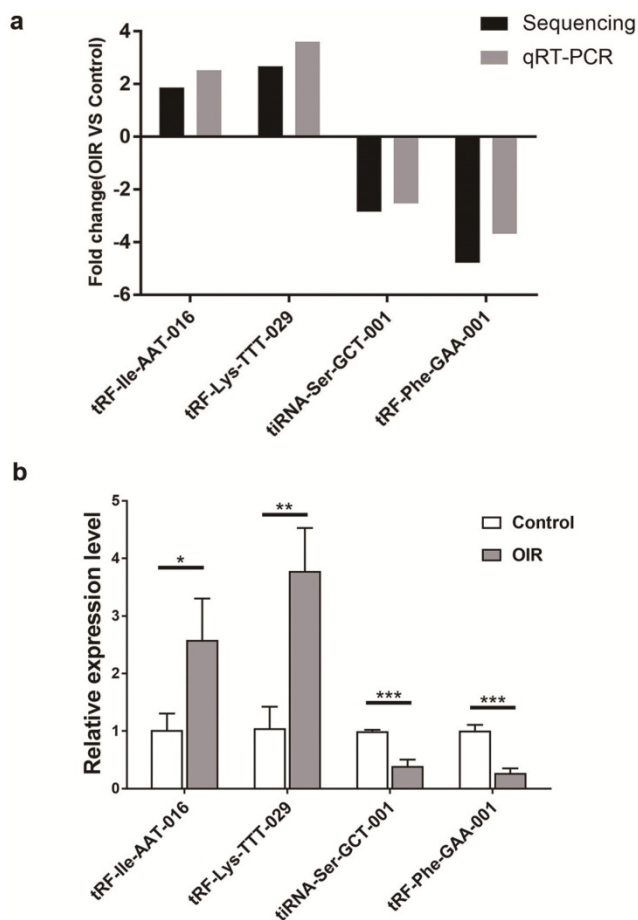 a
Sequencing
qRT-PCR
Fold change(OIR VS Control)
4
2
0
-2
-4
-6
tRF-Ile-AAT-016
tRF-Lys-TTT-029
tiRNA-Ser-GCT-001
tRF-Phe-GAA-001
b
Control
OIR
Relative expression level
5
4
3
2
1
0
*
**
***
***
tRF-Ile-AAT-016
tRF-Lys-TTT-029
tiRNA-Ser-GCT-001
tRF-Phe-GAA-001